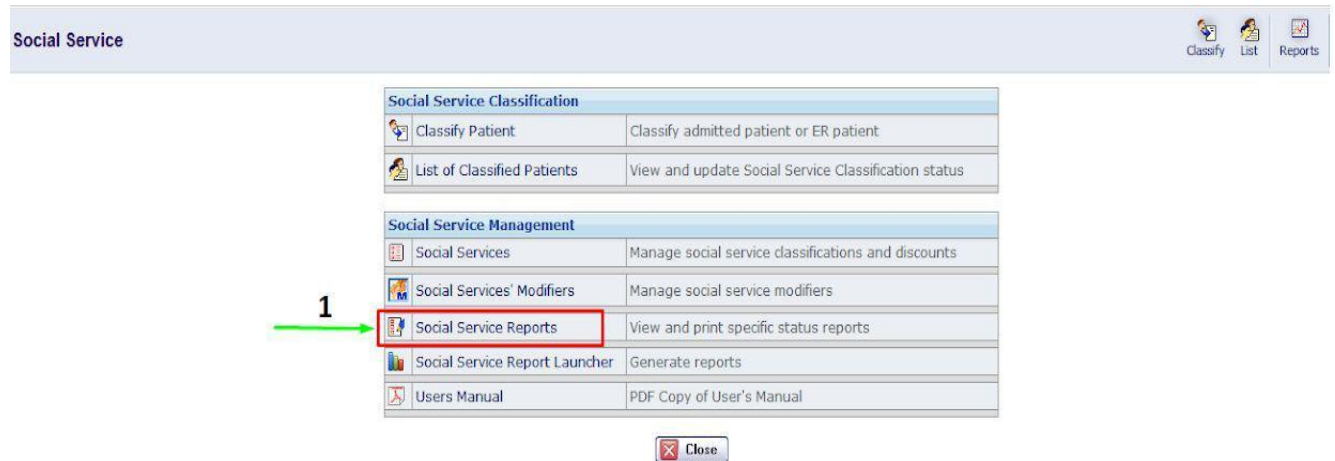 Social Service
Classify List Reports
Social Service Classification
Classify Patient Classify admitted patient or ER patient
List of Classified Patients View and update Social Service Classification status
Social Service Management
Social Services Manage social service classifications and discounts
M Social Services' Modifiers Manage social service modifiers
1
Social Service Reports View and print specific status reports
Social Service Report Launcher Generate reports
Users Manual PDF Copy of User's Manual
Close